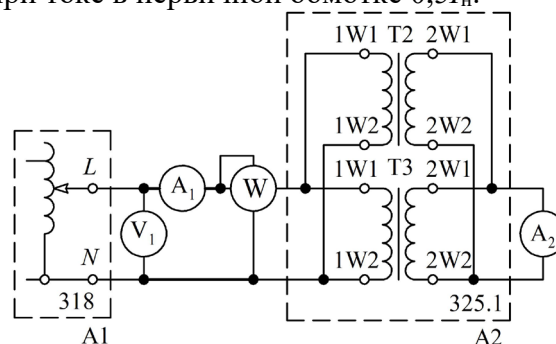 при токе в первичной обмотке 0,5Iн.
1W1 T2 2W1
1W2 2W2
T3
1W1 2W1
L
A1 W
V1 A2
N
1W2 2W2
318 325.1
A1 A2